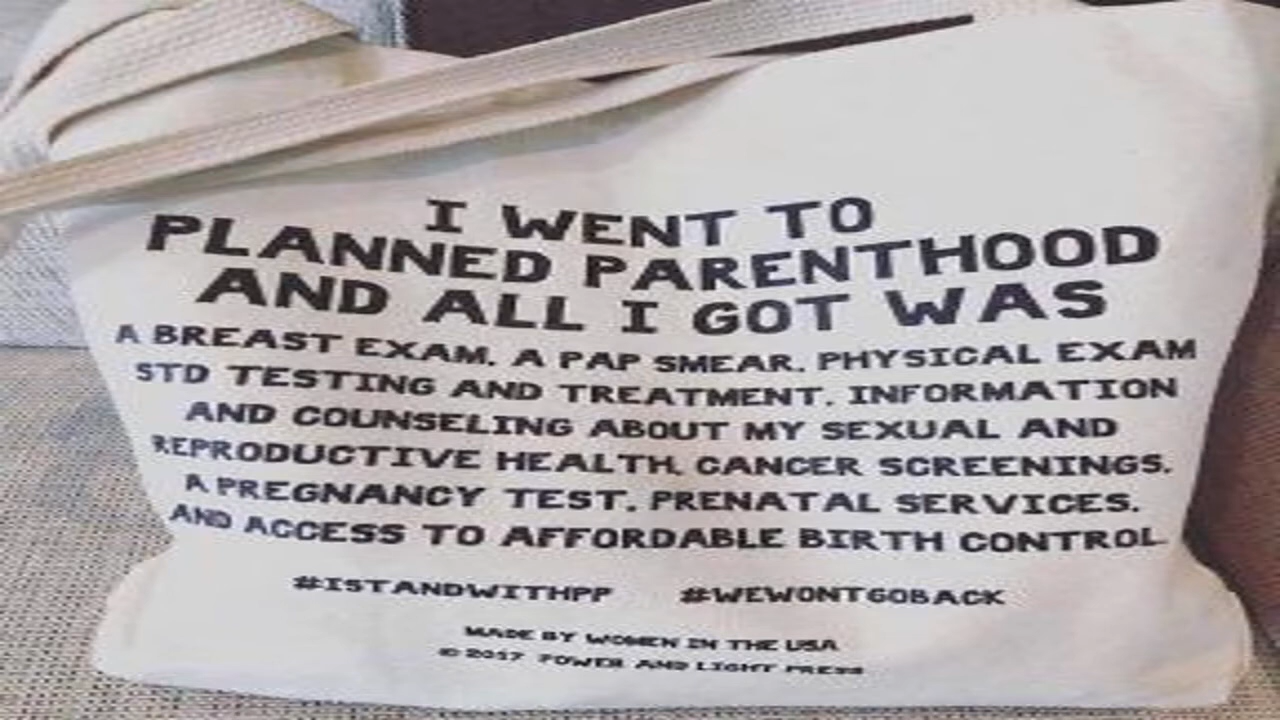 I WENT TO
PLANNED PARENTHOOD
AND ALL I GOT WAS
A BREAST EXAM, A PAP SMEAR, PHYSICAL EXAM
STD TESTING AND TREATMENT, INFORMATION
AND COUNSELING ABOUT MY SEXUAL AND
REPRODUCTIVE HEALTH, CANCER SCREENINGS,
A PREGNANCY TEST, PRENATAL SERVICES,
AND ACCESS TO AFFORDABLE BIRTH CONTROL
#ISTANDWITHPP #WEWONTGOBACK
MADE BY WOMEN IN THE USA
© 2017 POWER AND LIGHT PRESS